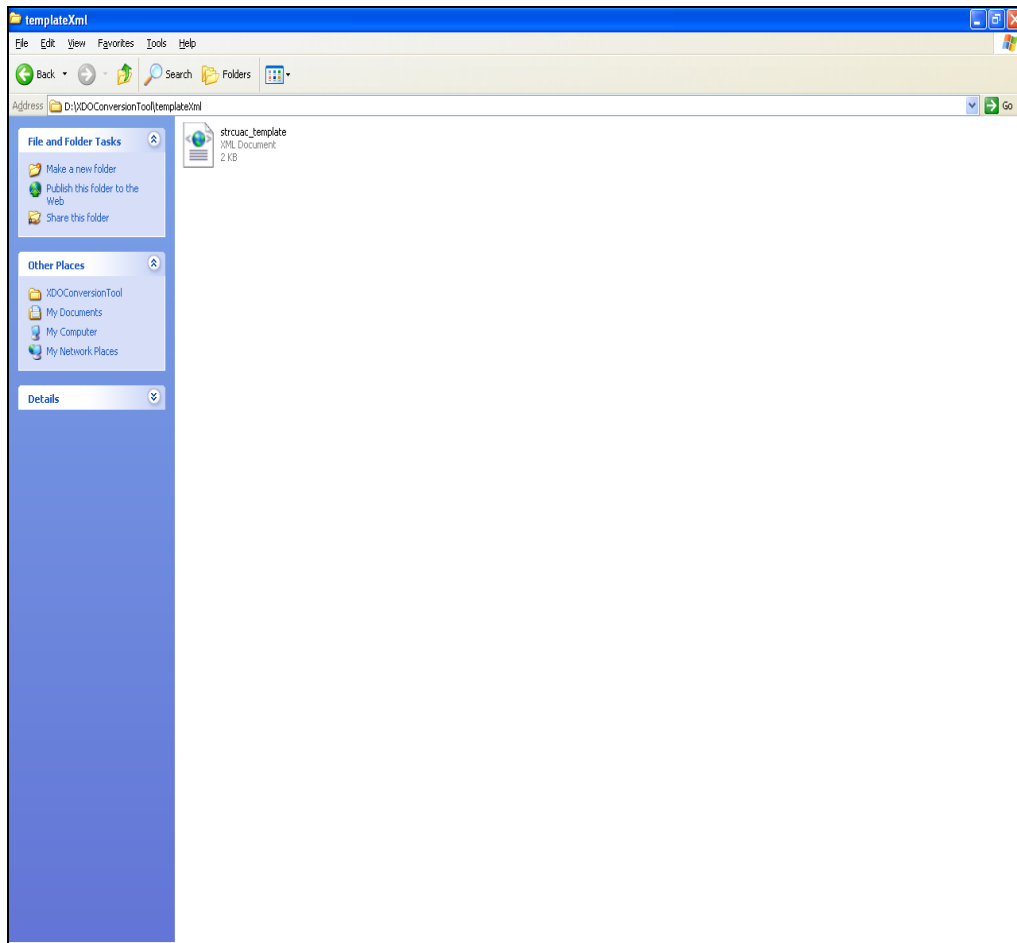 templateXml
File Edit View Favorites Tools Help
Back Search Folders
Address D:\XDOConversionTool\templateXml Go
File and Folder Tasks
Make a new folder
Publish this folder to the
Web
Share this folder
Other Places
XDOConversionTool
My Documents
My Computer
My Network Places
Details
strcuac_template
XML Document
2 KB